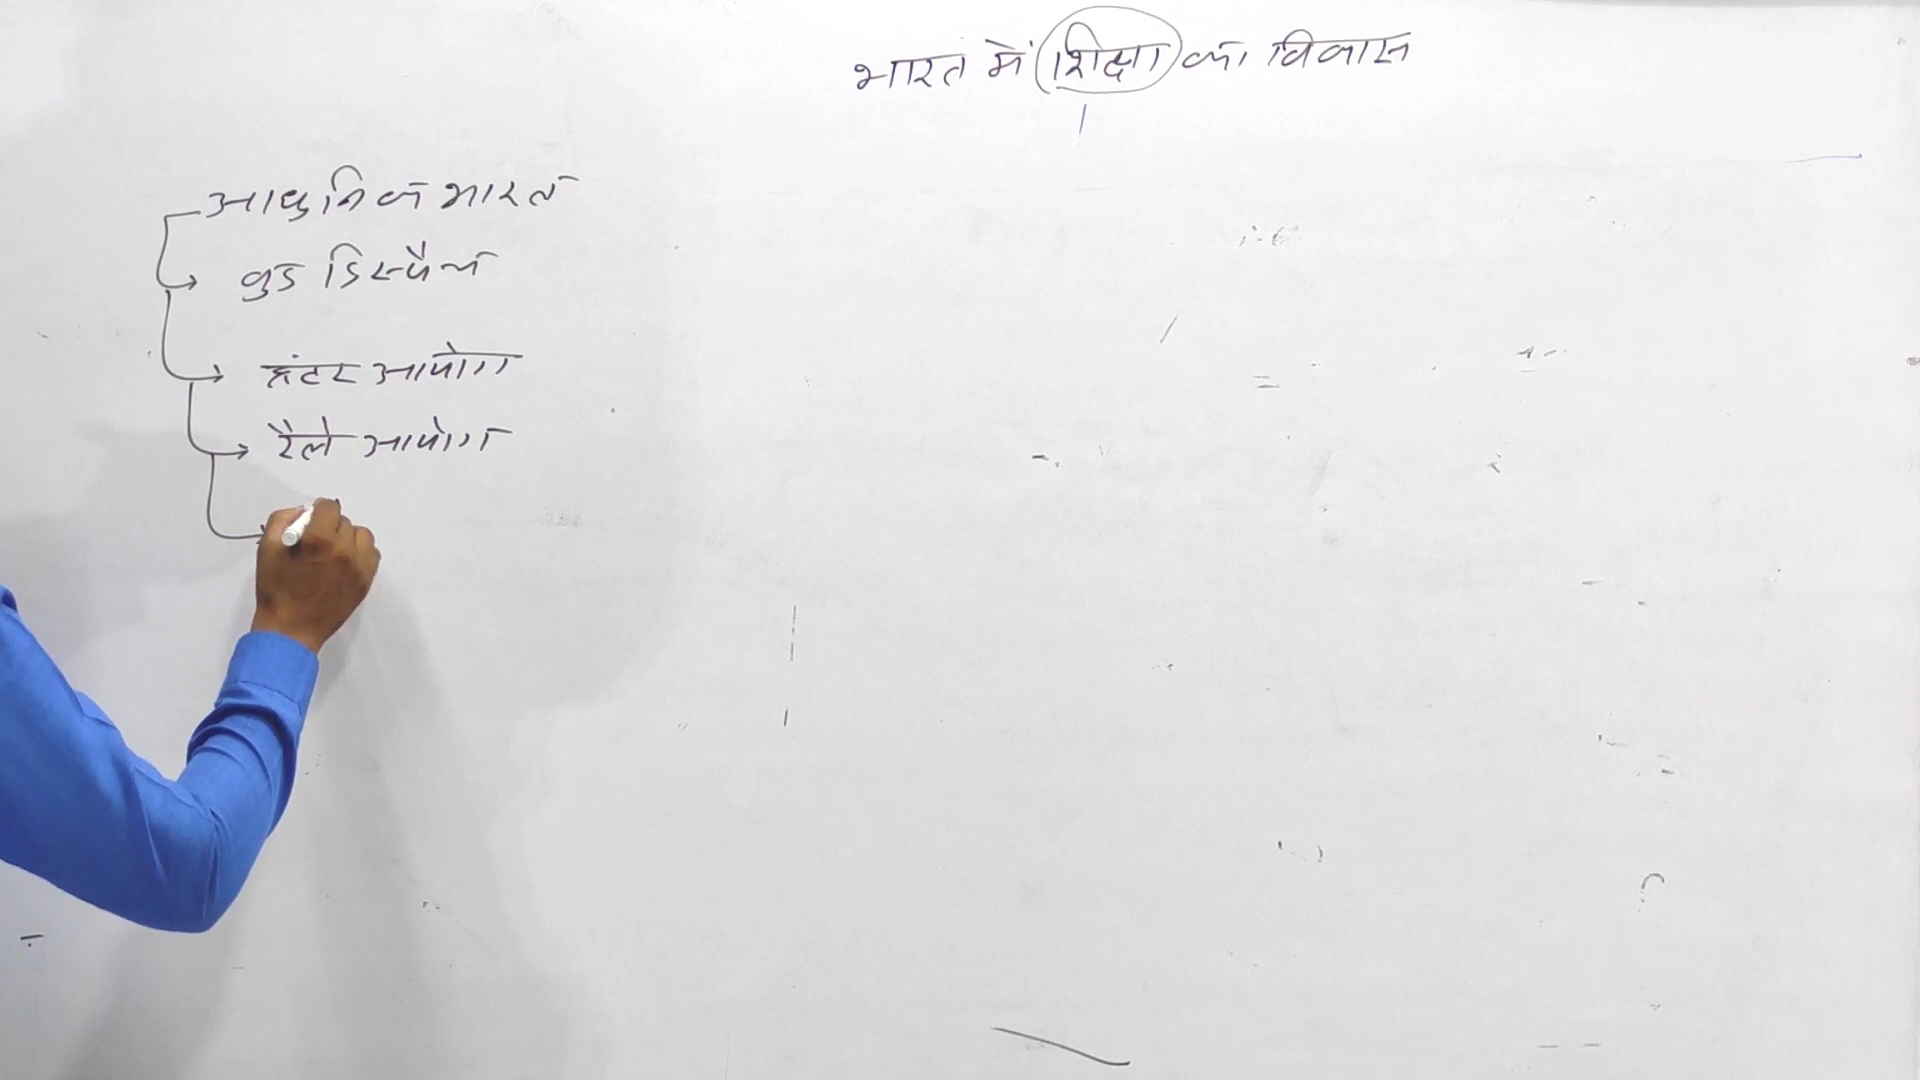 भारत में शिक्षा का विकास
आधुनिक भारत
वुड डिस्पैच
हंटर आयोग
रैले आयोग